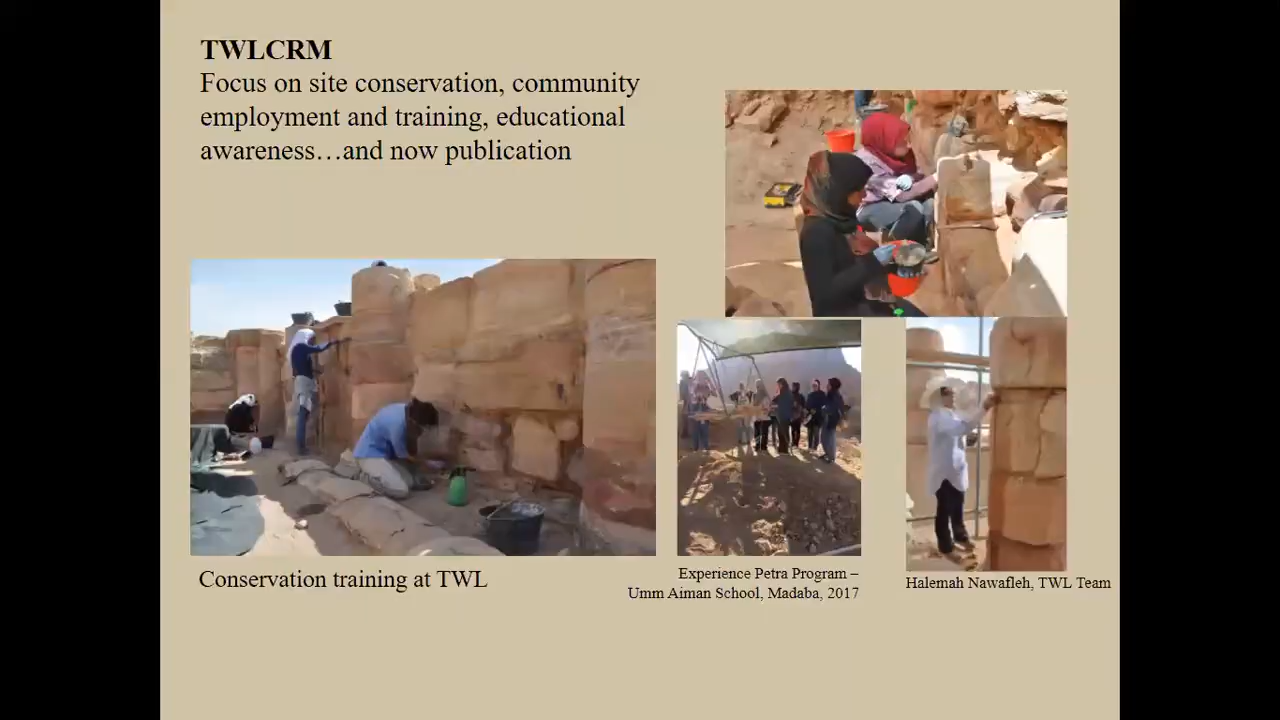 TWLCRM
Focus on site conservation, community
employment and training, educational
awareness…and now publication
Conservation training at TWL
Experience Petra Program –
Umm Aiman School, Madaba, 2017
Halemah Nawafleh, TWL Team